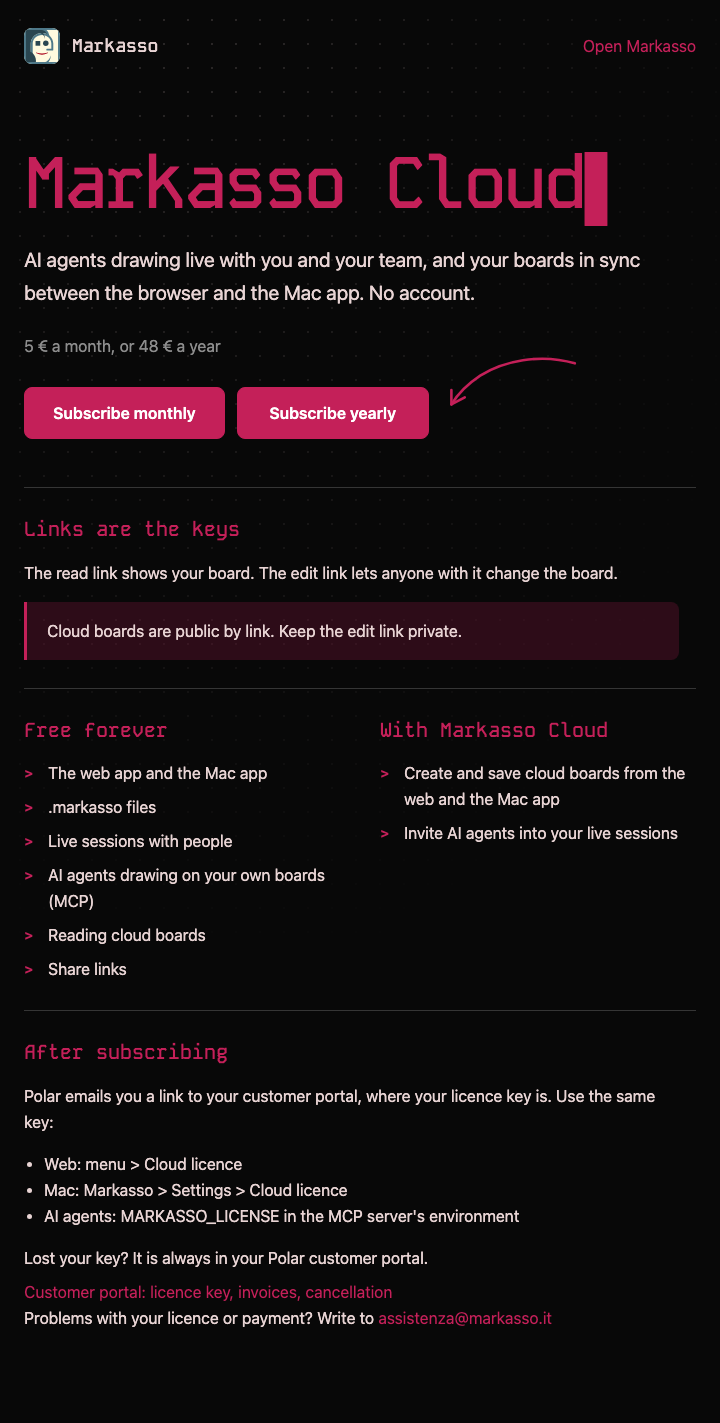 Markasso
Open Markasso
Markasso Cloud
AI agents drawing live with you and your team, and your boards in sync
between the browser and the Mac app. No account.
5 € a month, or 48 € a year
Subscribe monthly
Subscribe yearly
Links are the keys
The read link shows your board. The edit link lets anyone with it change the board.
Cloud boards are public by link. Keep the edit link private.
Free forever
> The web app and the Mac app
> .markasso files
> Live sessions with people
> AI agents drawing on your own boards
(MCP)
> Reading cloud boards
> Share links
With Markasso Cloud
> Create and save cloud boards from the
web and the Mac app
> Invite AI agents into your live sessions
After subscribing
Polar emails you a link to your customer portal, where your licence key is. Use the same
key:
• Web: menu > Cloud licence
• Mac: Markasso > Settings > Cloud licence
• AI agents: MARKASSO_LICENSE in the MCP server's environment
Lost your key? It is always in your Polar customer portal.
Customer portal: licence key, invoices, cancellation
Problems with your licence or payment? Write to assistenza@markasso.it